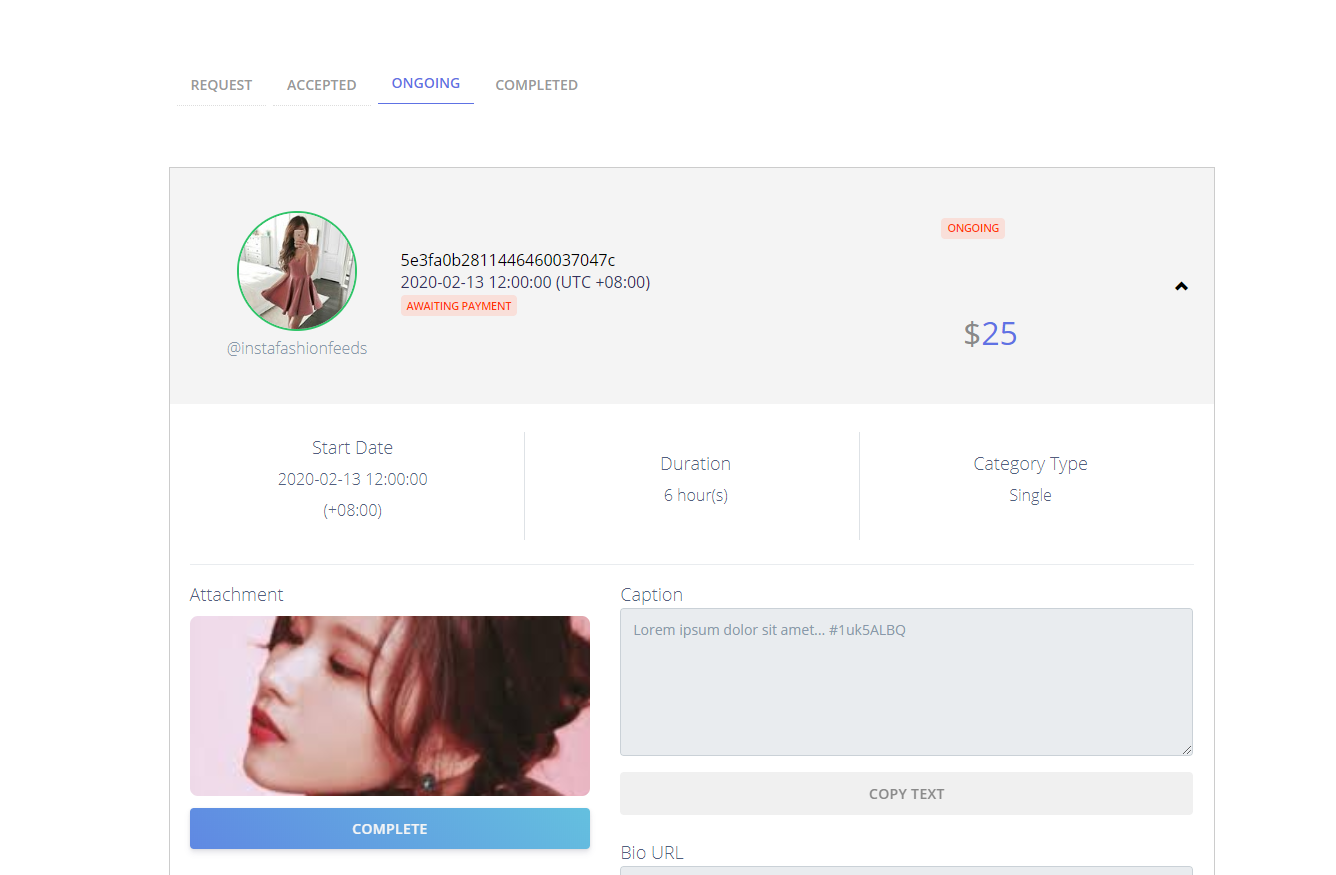 REQUEST
ACCEPTED
ONGOING
COMPLETED
5e3fa0b2811446460037047c
2020-02-13 12:00:00 (UTC +08:00)
AWAITING PAYMENT
@instafashionfeeds
ONGOING
$25
Start Date
2020-02-13 12:00:00
(+08:00)
Duration
6 hour(s)
Category Type
Single
Attachment
COMPLETE
Caption
Lorem ipsum dolor sit amet... #1uk5ALBQ
COPY TEXT
Bio URL